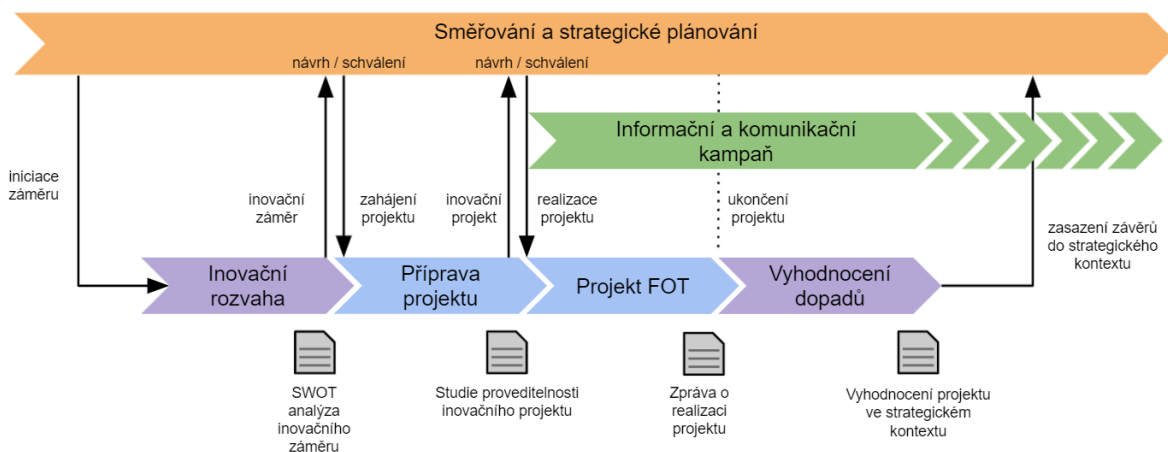 Směřování a strategické plánování
návrh / schválení
návrh / schválení
Informační a komunikační
kampaň
iniciace
záměru
inovační
záměr
zahájení
projektu
inovační
projekt
realizace
projektu
ukončení
projektu
zasazení závěrů
do strategického
kontextu
Inovační
rozvaha
Příprava
projektu
Projekt FOT
Vyhodnocení
dopadů
SWOT
analýza
inovačního
záměru
Studie proveditelnosti
inovačního projektu
Zpráva o
realizaci
projektu
Vyhodnocení projektu
ve strategickém
kontextu